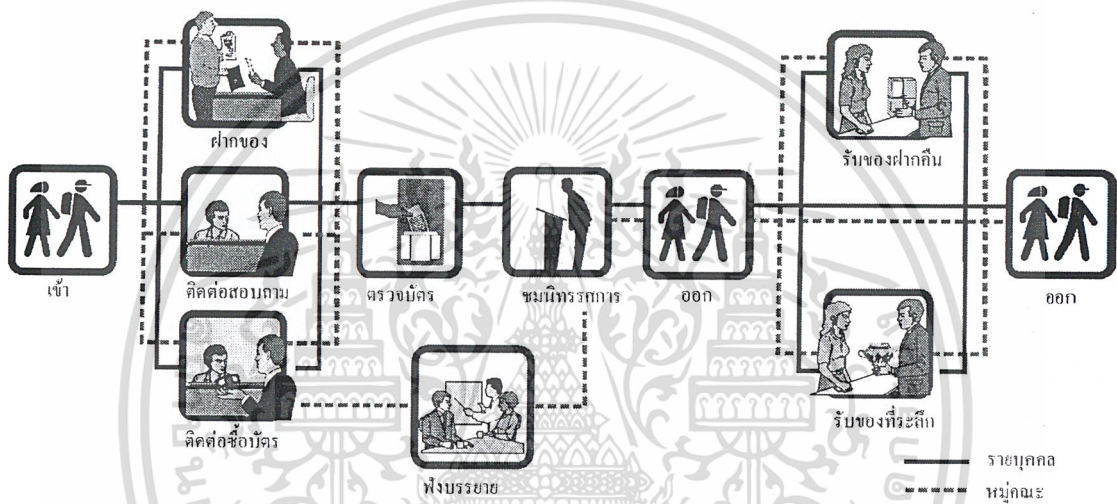 ฝากของ
เข้า
ติดต่อสอบถาม
ตรวจบัตร
ชมนิทรรศการ
ออก
รับของฝากคืน
ออก
ติดต่อซื้อบัตร
ฟังบรรยาย
รับของที่ระลึก
รายบุคคล
หมู่คณะ